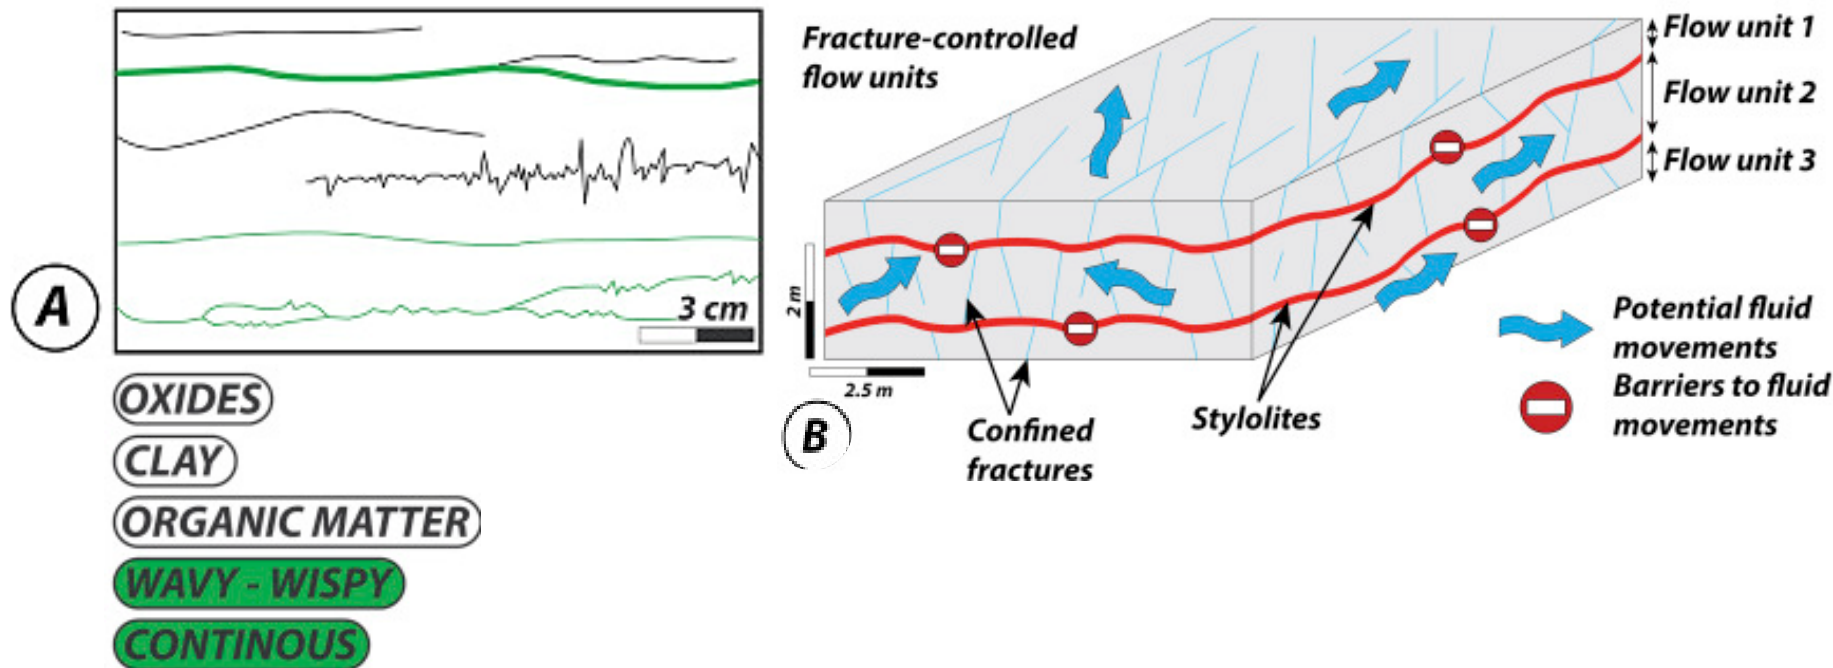 A
3 cm
OXIDES
CLAY
ORGANIC MATTER
WAVY - WISPY
CONTINOUS
Fracture-controlled
flow units
Flow unit 1
Flow unit 2
Flow unit 3
2 m
2.5 m
B
Confined
fractures
Stylolites
Potential fluid
movements
Barriers to fluid
movements